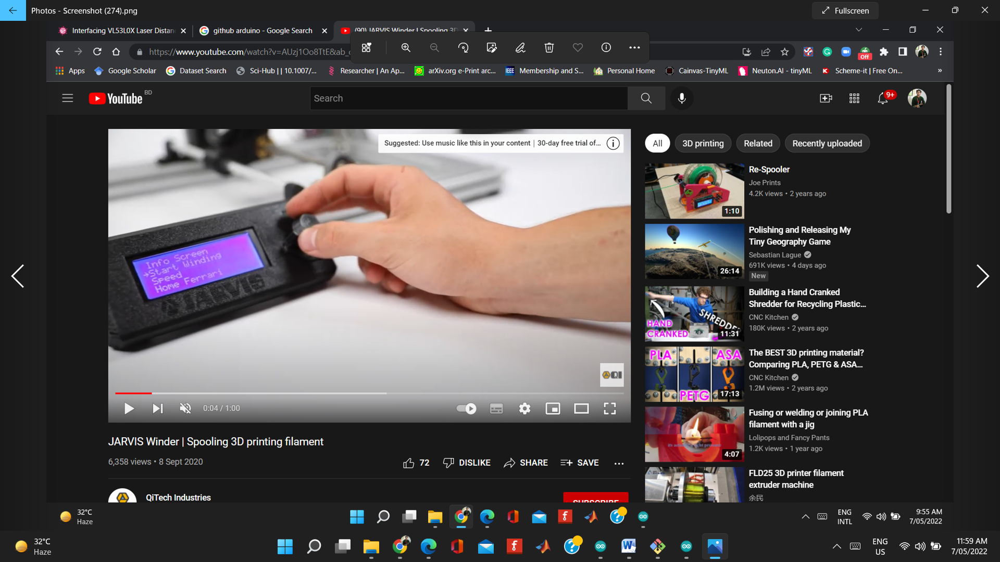 Photos - Screenshot (274).png
Fullscreen
Interfacing VL53L0X Laser Distan
github arduino - Google Search
(90) JARVIS Winder | Spooling 3D
https://www.youtube.com/watch?v=AUzj1Oo8TtE&ab_c
Off
Apps
Google Scholar
Dataset Search
Sci-Hub | | 10.1007/...
Researcher | An Ap...
arXiv.org e-Print arc...
IEEE
Membership and S...
Personal Home
Cainvas-TinyML
Neuton.AI - tinyML
Scheme-it | Free On...
»
YouTube BD
Search
9+
Suggested: Use music like this in your content | 30-day free trial of...
Info Screen
Start Winding
Speed
Home Ferrari
JARVIS
QI
0:04 / 1:00
JARVIS Winder | Spooling 3D printing filament
6,358 views • 8 Sept 2020
72
DISLIKE
SHARE
SAVE
QiTech Industries
SUBSCRIBE
All
3D printing
Related
Recently uploaded
1:10
Re-Spooler
Joe Prints
4.2K views • 2 years ago
26:14
Polishing and Releasing My
Tiny Geography Game
Sebastian Lague
691K views • 4 days ago
New
HAND
CRANKED
SHREDDER
11:31
Building a Hand Cranked
Shredder for Recycling Plastic...
CNC Kitchen
180K views • 2 years ago
PLA
ASA
PETG
17:13
The BEST 3D printing material?
Comparing PLA, PETG & ASA...
CNC Kitchen
1.2M views • 2 years ago
4:07
Fusing or welding or joining PLA
filament with a jig
Lolipops and Fancy Pants
1.2K views • 1 year ago
FLD25 3D printer filament
extruder machine
余民
32°C
Haze
ENG
INTL
9:55 AM
7/05/2022
32°C
Haze
ENG
US
11:59 AM
7/05/2022